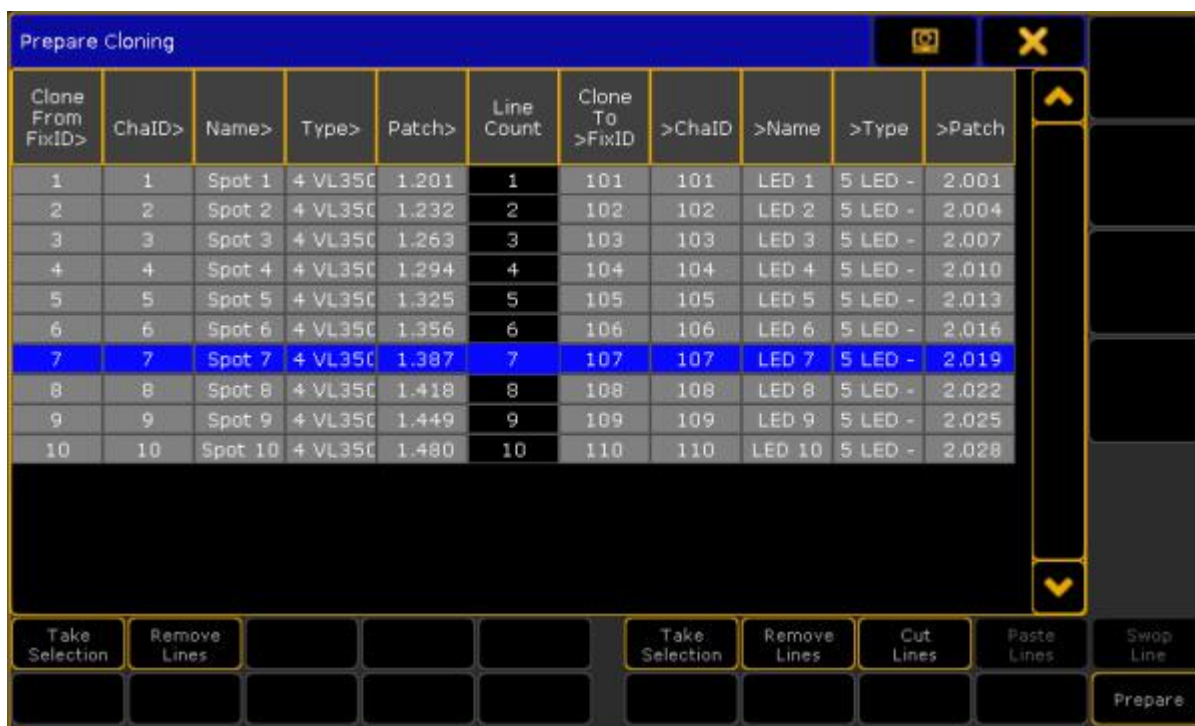 Prepare Cloning
Clone From FixID> ChaID> Name> Type> Patch> Line Count Clone To >FixID >ChaID >Name >Type >Patch
1 1 Spot 1 4 VL350 1.201 1 101 101 LED 1 5 LED - 2.001
2 2 Spot 2 4 VL350 1.232 2 102 102 LED 2 5 LED - 2.004
3 3 Spot 3 4 VL350 1.263 3 103 103 LED 3 5 LED - 2.007
4 4 Spot 4 4 VL350 1.294 4 104 104 LED 4 5 LED - 2.010
5 5 Spot 5 4 VL350 1.325 5 105 105 LED 5 5 LED - 2.013
6 6 Spot 6 4 VL350 1.356 6 106 106 LED 6 5 LED - 2.016
7 7 Spot 7 4 VL350 1.387 7 107 107 LED 7 5 LED - 2.019
8 8 Spot 8 4 VL350 1.418 8 108 108 LED 8 5 LED - 2.022
9 9 Spot 9 4 VL350 1.449 9 109 109 LED 9 5 LED - 2.025
10 10 Spot 10 4 VL350 1.480 10 110 110 LED 10 5 LED - 2.028
Take Selection Remove Lines Take Selection Remove Lines Cut Lines Paste Lines Swop Line
Prepare